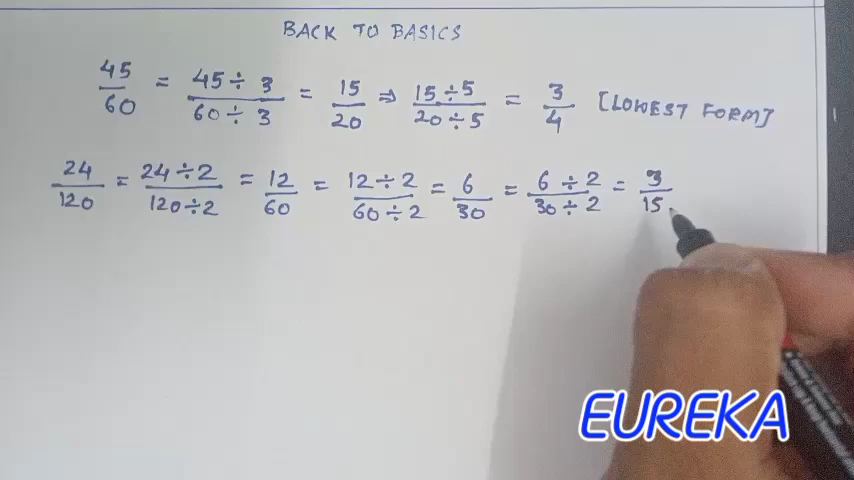 BACK TO BASICS
45/60 = 45÷3/60÷3 = 15/20 ⇒ 15÷5/20÷5 = 3/4 [LOWEST FORM]
24/120 = 24÷2/120÷2 = 12/60 = 12÷2/60÷2 = 6/30 = 6÷2/30÷2 = 3/15
EUREKA